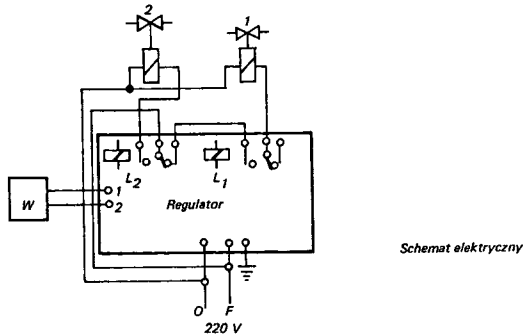 2
1
L2
L1
1
2
W
Regulator
Schemat elektryczny
O F
220 V